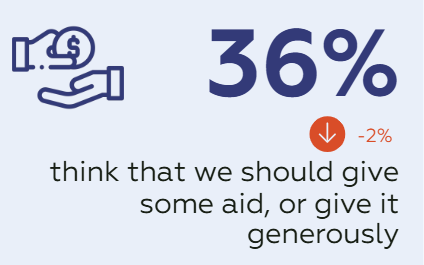 $
36%
-2%
think that we should give
some aid, or give it
generously